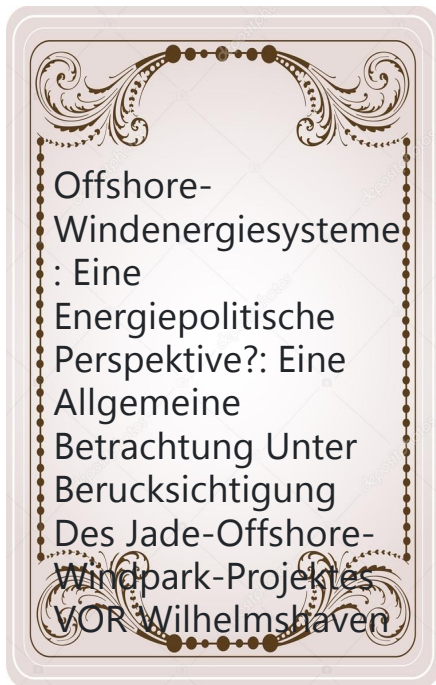 Offshore-
Windenergiesysteme
: Eine
Energiepolitische
Perspektive?: Eine
Allgemeine
Betrachtung Unter
Berucksichtigung
Des Jade-Offshore-
Windpark-Projektes
VOR Wilhelmshaven